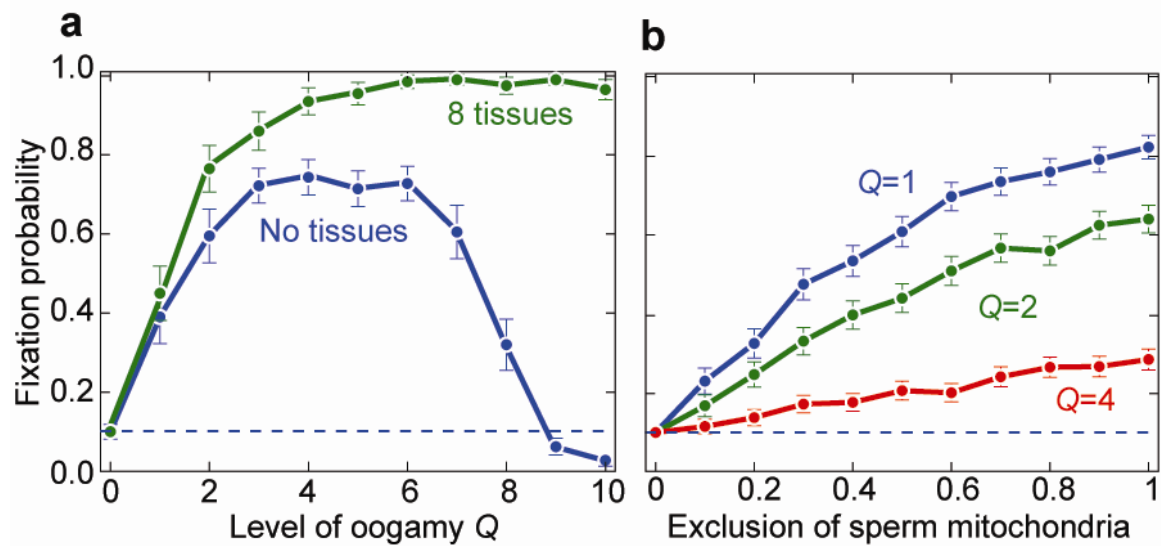 a
b
Fixation probability
1.0
0.8
0.6
0.4
0.2
0.0
8 tissues
No tissues
0 2 4 6 8 10
Level of oogamy Q
Q=1
Q=2
Q=4
0 0.2 0.4 0.6 0.8 1
Exclusion of sperm mitochondria